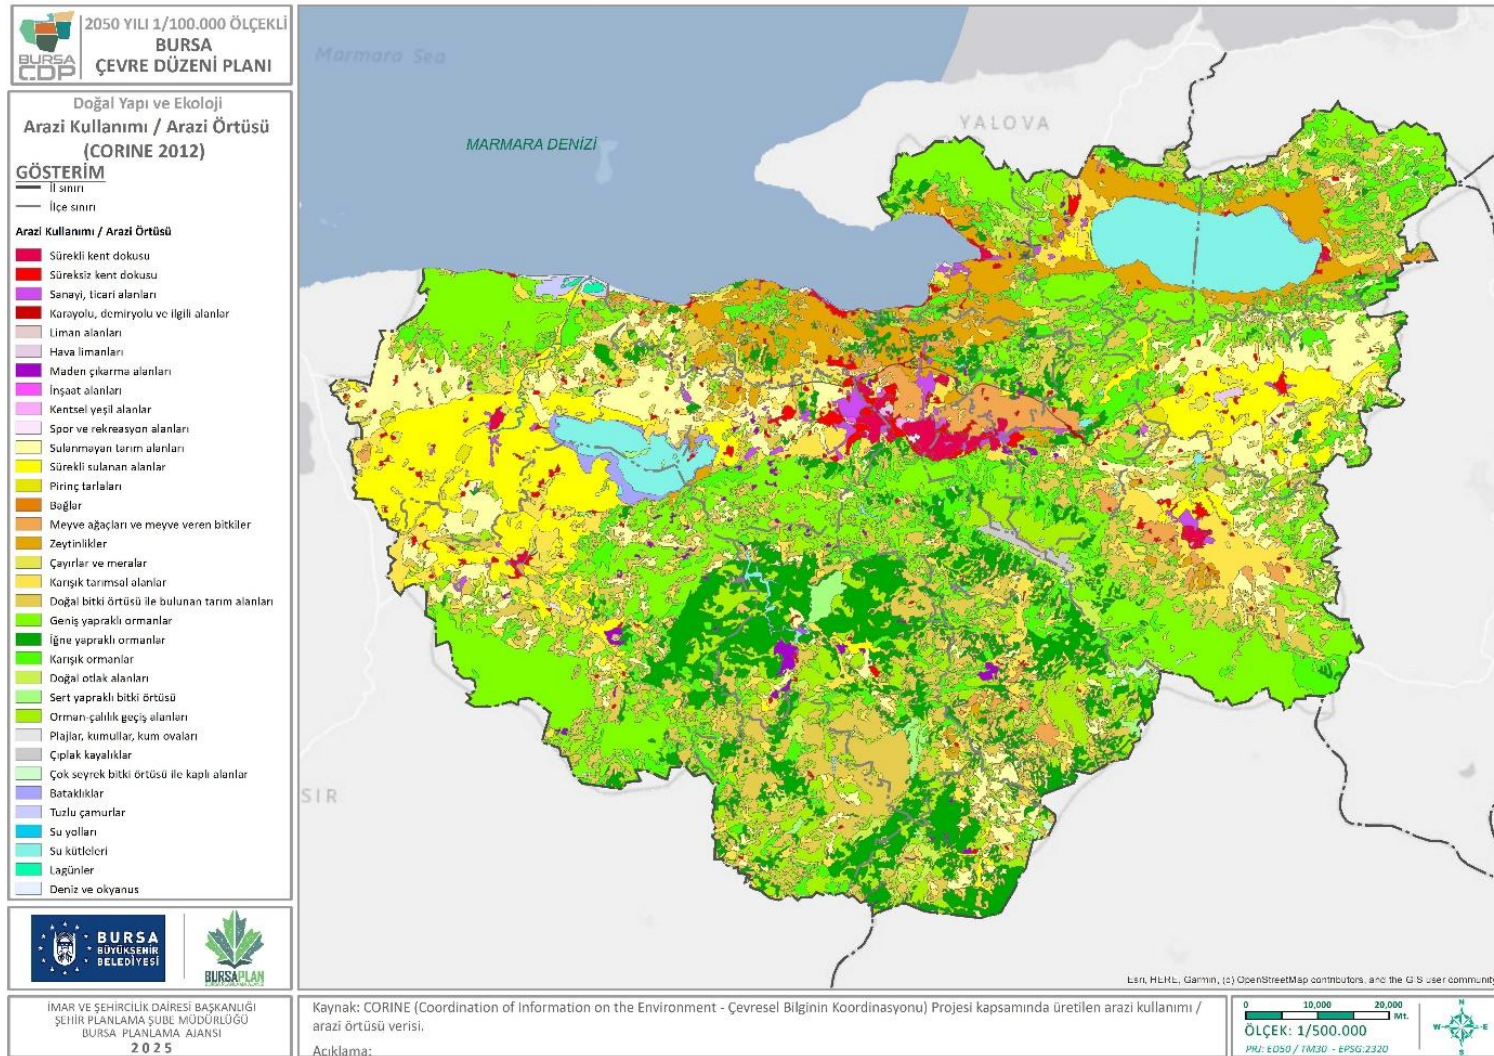 BURSA
ÇDP
2050 YILI 1/100.000 ÖLÇEKLİ
BURSA
ÇEVRE DÜZENİ PLANI
Doğal Yapı ve Ekoloji
Arazi Kullanımı / Arazi Örtüsü
(CORINE 2012)
GÖSTERİM
İl sınırı
İlçe sınırı
Arazi Kullanımı / Arazi Örtüsü
Sürekli kent dokusu
Süreksiz kent dokusu
Sanayi, ticari alanları
Karayolu, demiryolu ve ilgili alanlar
Liman alanları
Hava limanları
Maden çıkarma alanları
İnşaat alanları
Kentsel yeşil alanlar
Spor ve rekreasyon alanları
Sulanmayan tarım alanları
Sürekli sulanan alanlar
Pirinç tarlaları
Bağlar
Meyve ağaçları ve meyve veren bitkiler
Zeytinlikler
Çayırlar ve meralar
Karışık tarımsal alanlar
Doğal bitki örtüsü ile bulunan tarım alanları
Geniş yapraklı ormanlar
İğne yapraklı ormanlar
Karışık ormanlar
Doğal otlak alanları
Sert yapraklı bitki örtüsü
Orman-çalılık geçiş alanları
Plajlar, kumullar, kum ovaları
Çıplak kayalıklar
Çok seyrek bitki örtüsü ile kaplı alanlar
Bataklıklar
Tuzlu çamurlar
Su yolları
Su kütleleri
Lagünler
Deniz ve okyanus
BURSA
BÜYÜKŞEHİR
BELEDİYESİ
BURSAPLAN
İMAR VE ŞEHİRCİLİK DAİRESİ BAŞKANLIĞI
ŞEHİR PLANLAMA ŞUBE MÜDÜRLÜĞÜ
BURSA PLANLAMA AJANSI
2025
Marmara Sea
MARMARA DENİZİ
YALOVA
SIR
Esri, HERE, Garmin, (c) OpenStreetMap contributors, and the GIS user community
Kaynak: CORINE (Coordination of Information on the Environment - Çevresel Bilginin Koordinasyonu) Projesi kapsamında üretilen arazi kullanımı /
arazi örtüsü verisi.
Açıklama:
0 10,000 20,000
Mt.
ÖLÇEK: 1/500.000
PRJ: ED50 / TM30 - EPSG:2320
N
W E
S